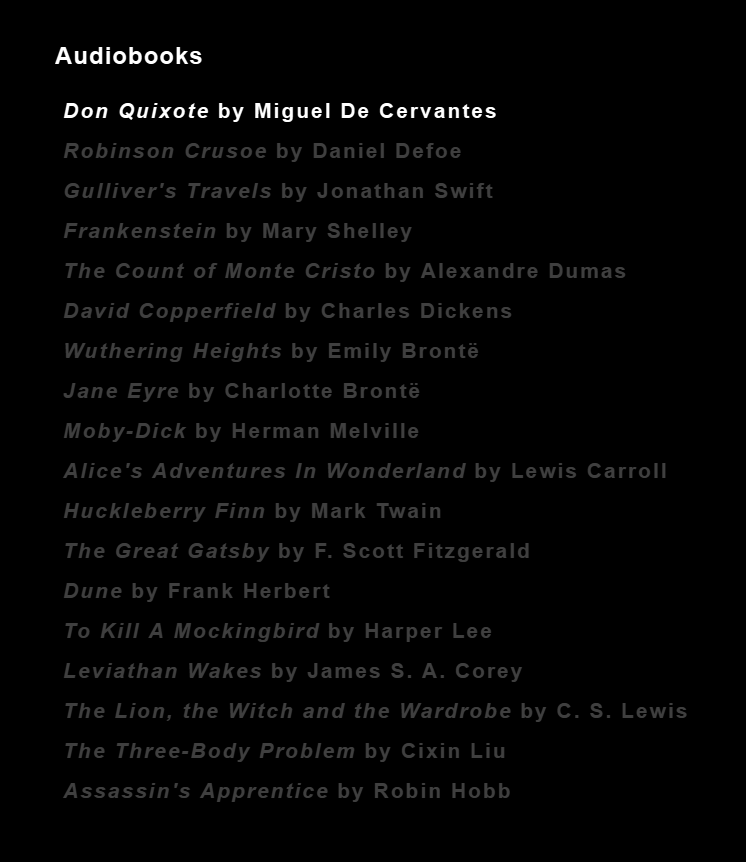 Audiobooks
Don Quixote by Miguel De Cervantes
Robinson Crusoe by Daniel Defoe
Gulliver's Travels by Jonathan Swift
Frankenstein by Mary Shelley
The Count of Monte Cristo by Alexandre Dumas
David Copperfield by Charles Dickens
Wuthering Heights by Emily Brontë
Jane Eyre by Charlotte Brontë
Moby-Dick by Herman Melville
Alice's Adventures In Wonderland by Lewis Carroll
Huckleberry Finn by Mark Twain
The Great Gatsby by F. Scott Fitzgerald
Dune by Frank Herbert
To Kill A Mockingbird by Harper Lee
Leviathan Wakes by James S. A. Corey
The Lion, the Witch and the Wardrobe by C. S. Lewis
The Three-Body Problem by Cixin Liu
Assassin's Apprentice by Robin Hobb